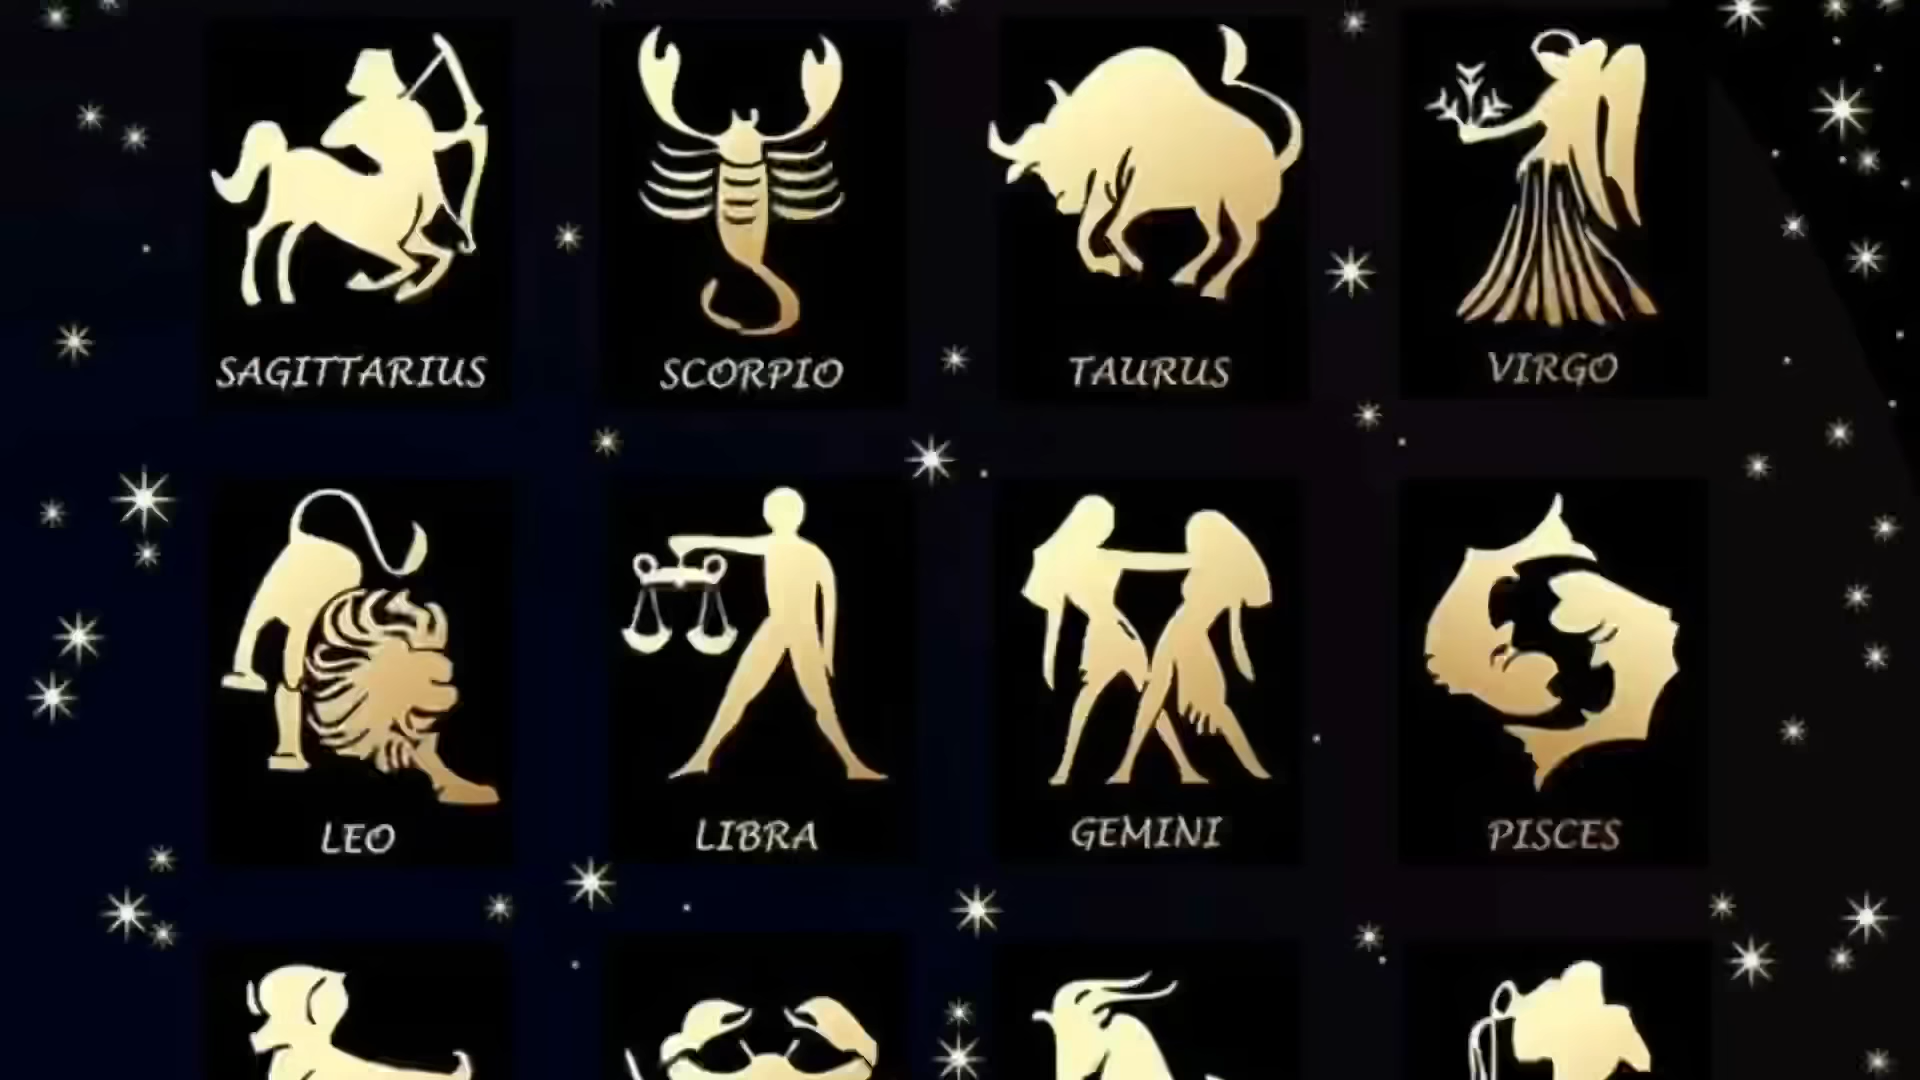 SAGITTARIUS
SCORPIO
TAURUS
VIRGO
LEO
LIBRA
GEMINI
PISCES